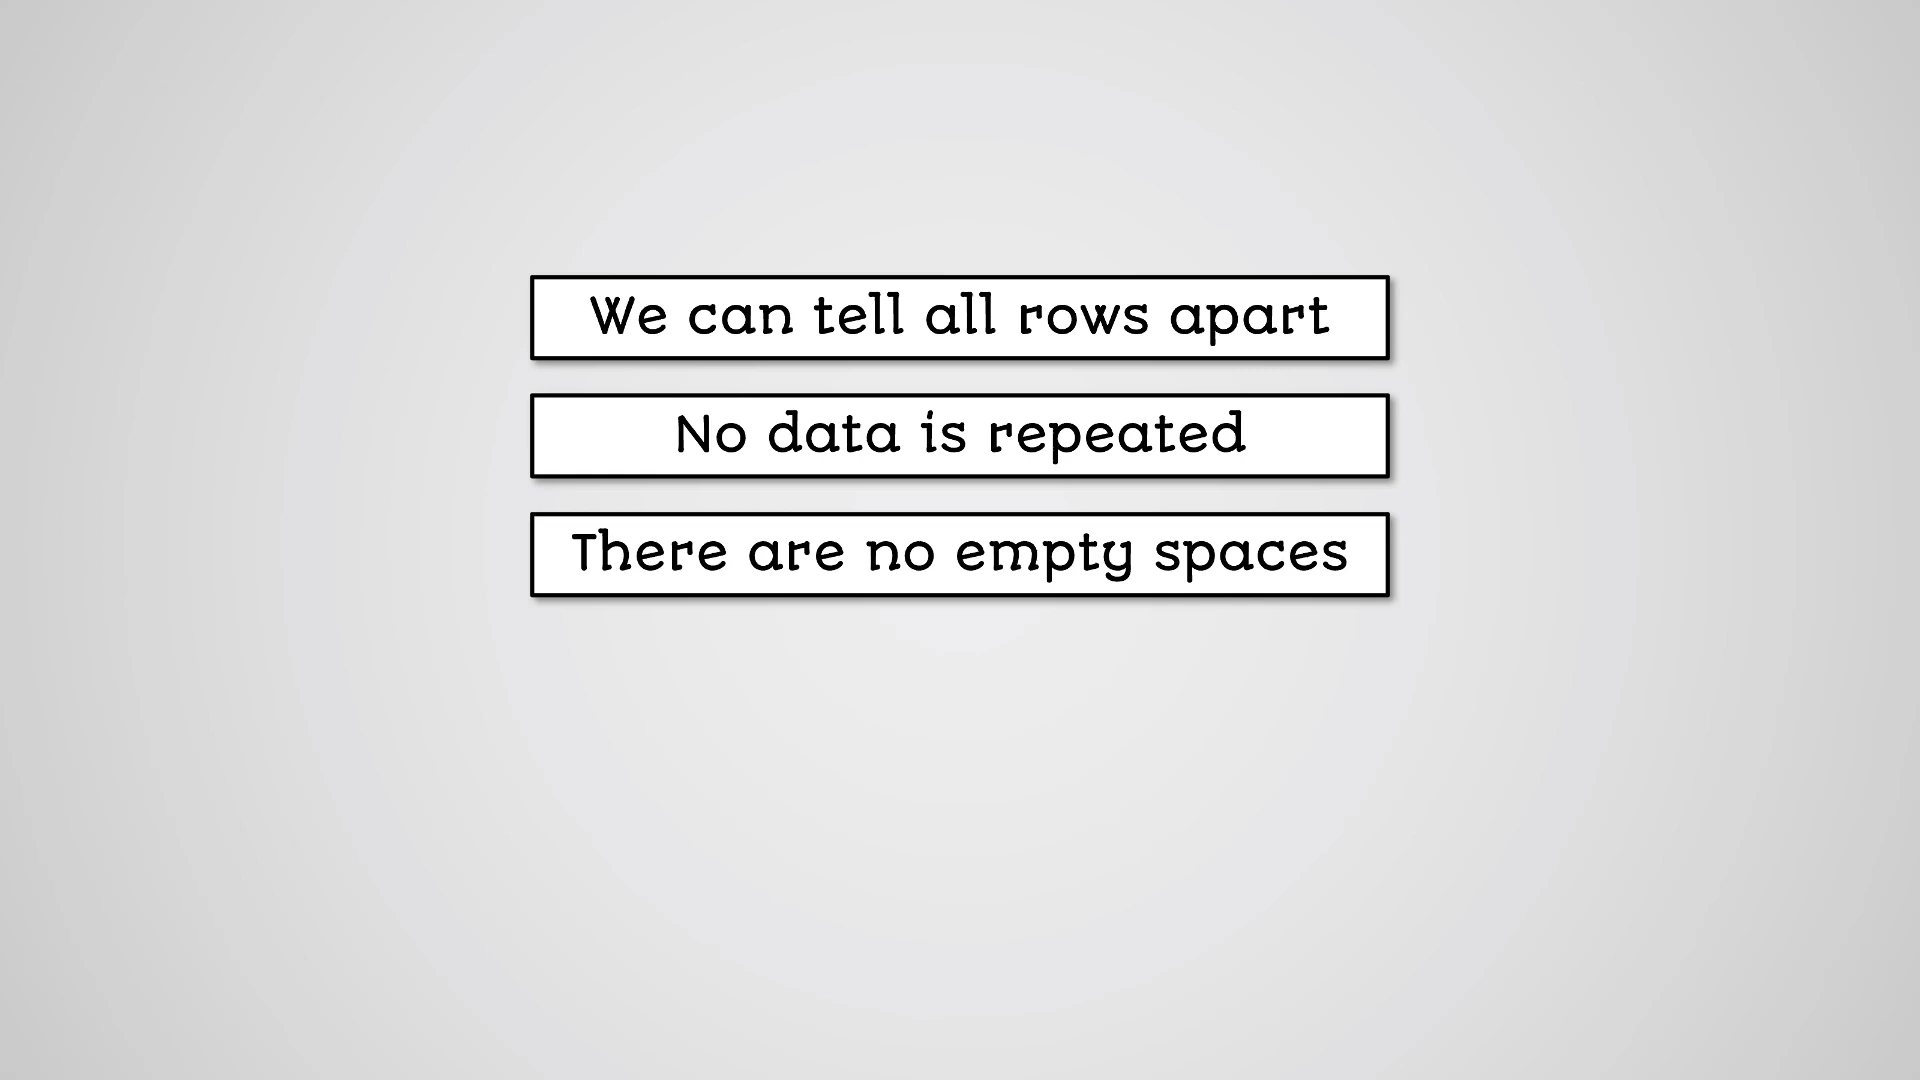 We can tell all rows apart
No data is repeated
There are no empty spaces